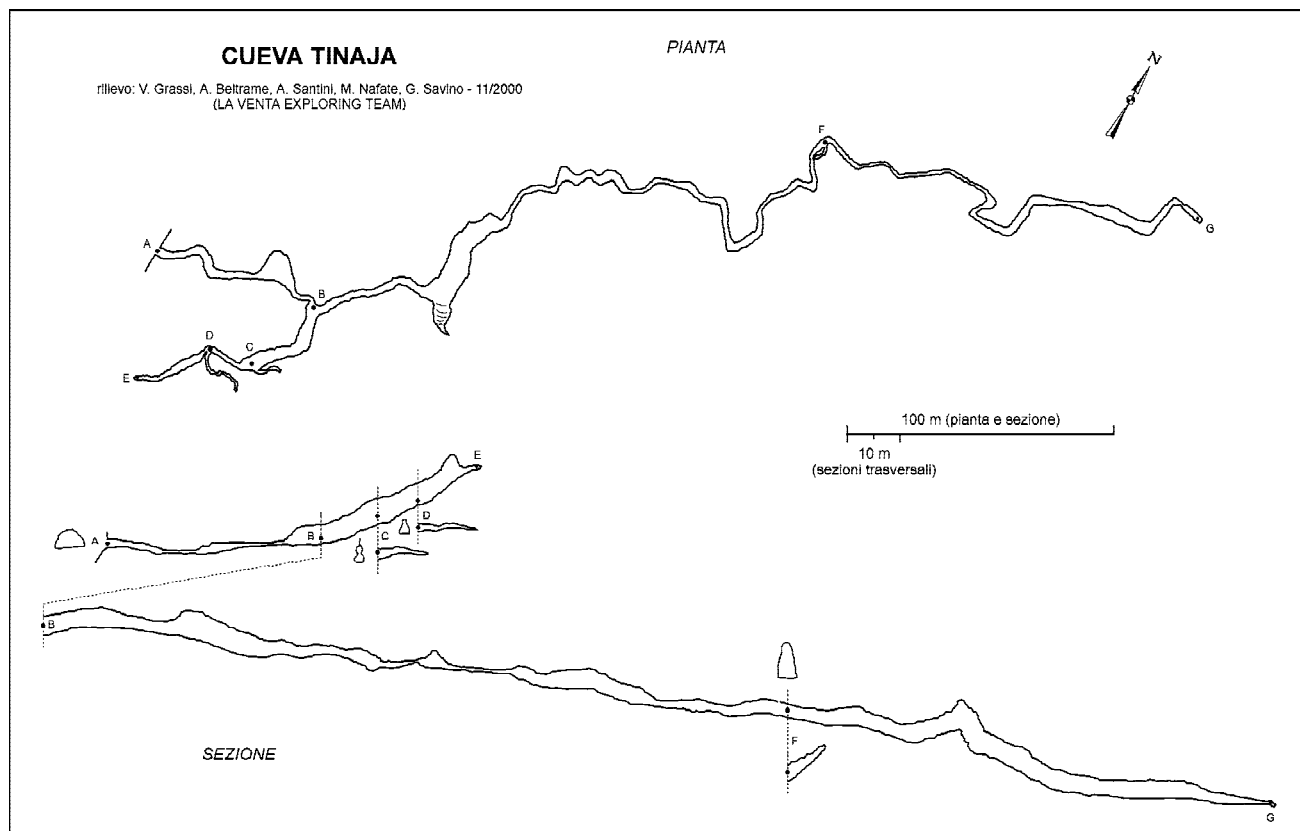 CUEVA TINAJA
rilievo: V. Grassi, A. Beltrame, A. Santini, M. Nafate, G. Savino - 11/2000
(LA VENTA EXPLORING TEAM)
PIANTA
N
F
A
G
B
D
C
E
100 m (pianta e sezione)
10 m
(sezioni trasversali)
E
D
A
B
C
B
F
SEZIONE
G